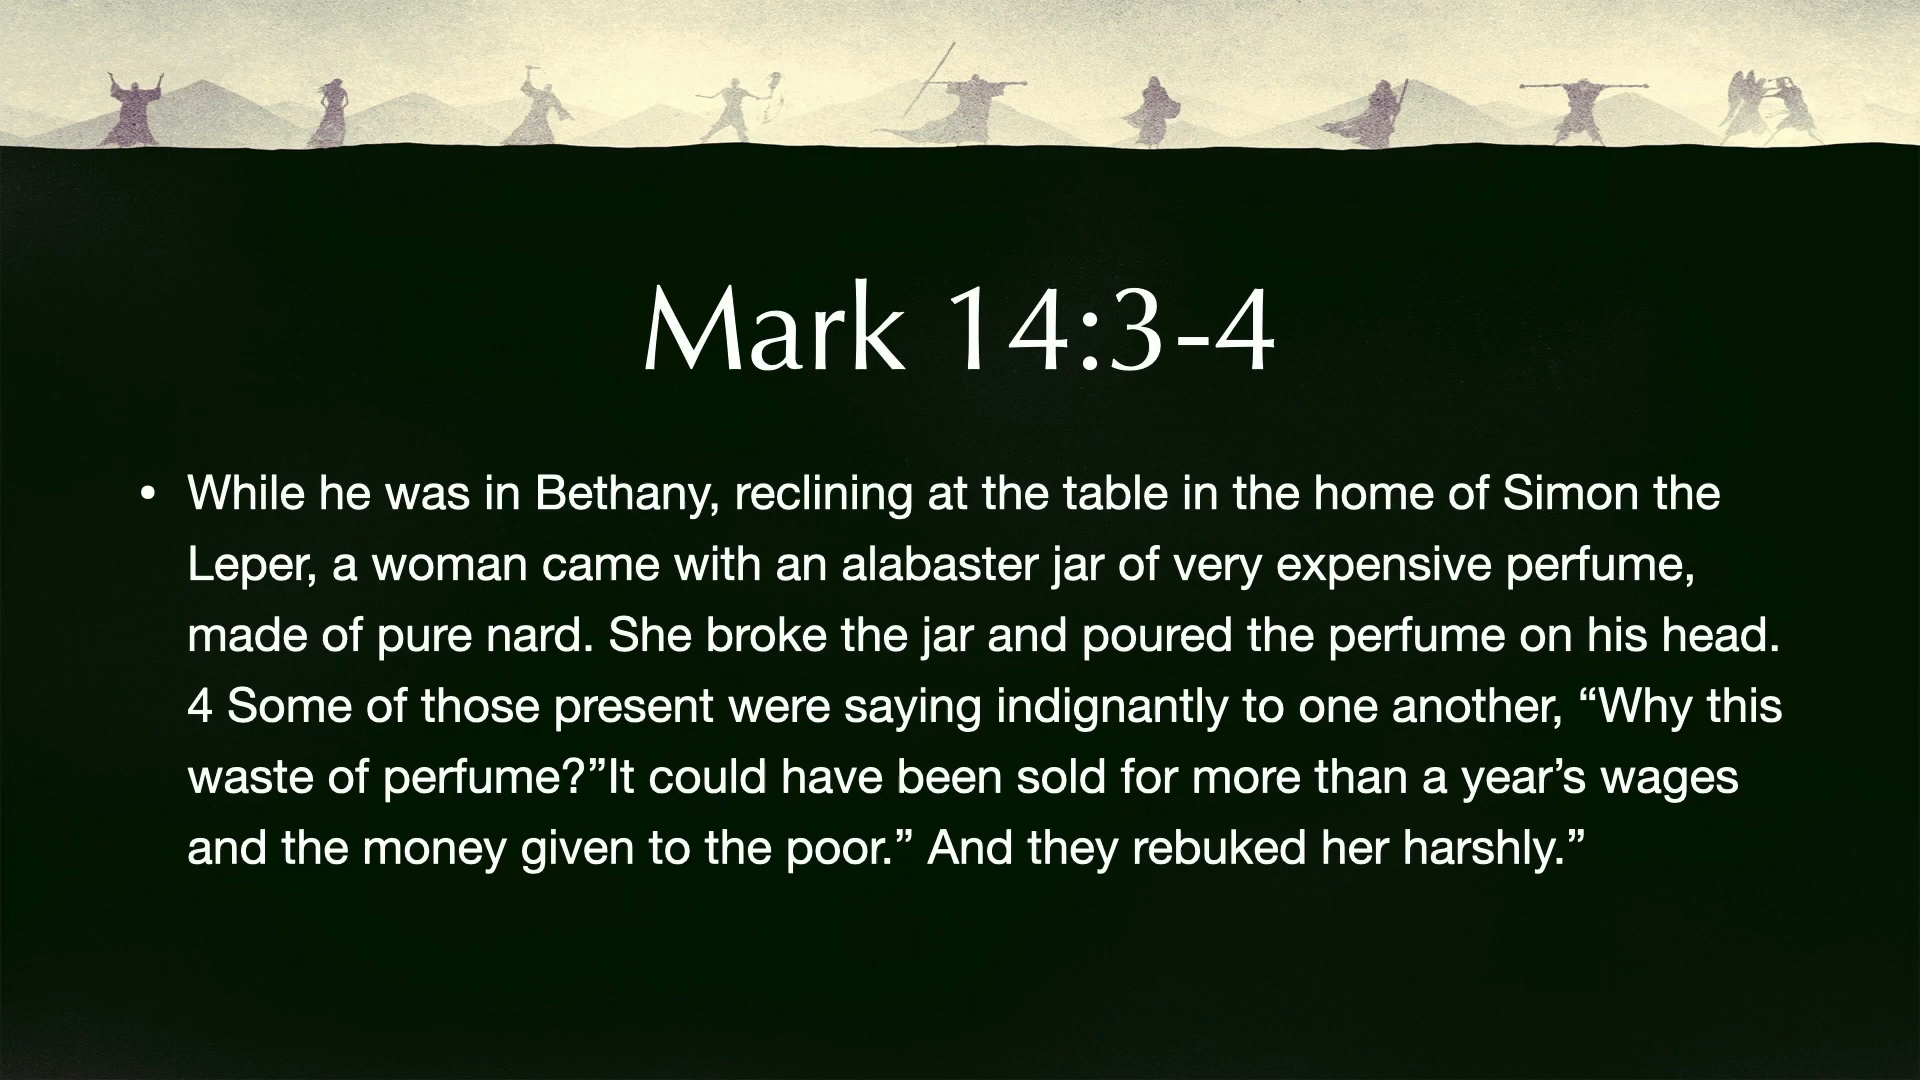 Mark 14:3-4
• While he was in Bethany, reclining at the table in the home of Simon the
Leper, a woman came with an alabaster jar of very expensive perfume,
made of pure nard. She broke the jar and poured the perfume on his head.
4 Some of those present were saying indignantly to one another, “Why this
waste of perfume?”It could have been sold for more than a year’s wages
and the money given to the poor.” And they rebuked her harshly.”